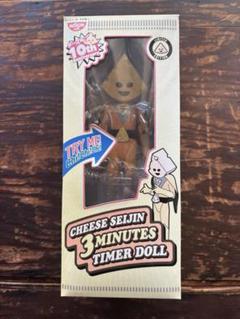 10th
TRY ME!
CHEESE SEIJIN
3 MINUTES
TIMER DOLL